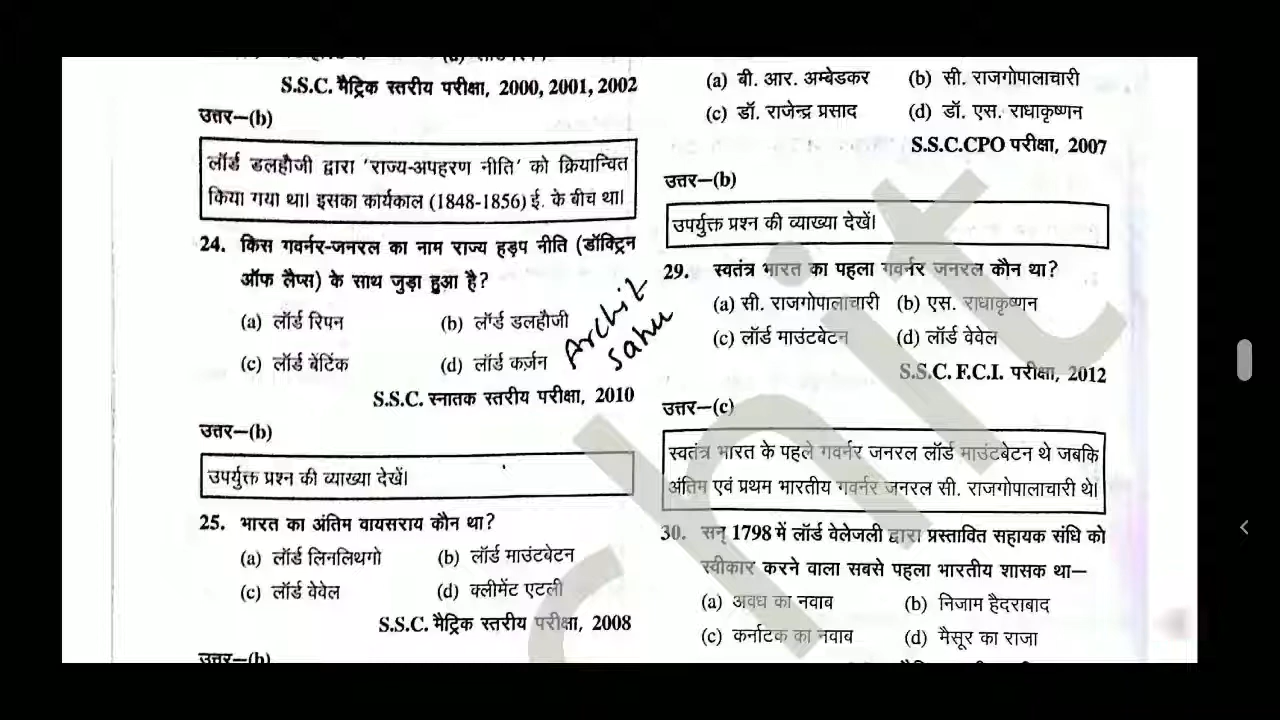 S.S.C. मैट्रिक स्तरीय परीक्षा, 2000, 2001, 2002
उत्तर–(b)
लॉर्ड डलहौजी द्वारा 'राज्य-अपहरण नीति' को क्रियान्वित
किया गया था। इसका कार्यकाल (1848-1856) ई. के बीच था।
24. किस गवर्नर-जनरल का नाम राज्य हड़प नीति (डॉक्ट्रिन
ऑफ लैप्स) के साथ जुड़ा हुआ है?
(a) लॉर्ड रिपन (b) लॉर्ड डलहौजी
(c) लॉर्ड बेंटिंक (d) लॉर्ड कर्ज़न
Archit
Sahu
S.S.C. स्नातक स्तरीय परीक्षा, 2010
उत्तर–(b)
उपर्युक्त प्रश्न की व्याख्या देखें।
25. भारत का अंतिम वायसराय कौन था?
(a) लॉर्ड लिनलिथगो (b) लॉर्ड माउंटबेटन
(c) लॉर्ड वेवेल (d) क्लीमेंट एटली
S.S.C. मैट्रिक स्तरीय परीक्षा, 2008
उत्तर–(b)
(a) बी. आर. अम्बेडकर (b) सी. राजगोपालाचारी
(c) डॉ. राजेन्द्र प्रसाद (d) डॉ. एस. राधाकृष्णन
S.S.C.CPO परीक्षा, 2007
उत्तर–(b)
उपर्युक्त प्रश्न की व्याख्या देखें।
29. स्वतंत्र भारत का पहला गवर्नर जनरल कौन था?
(a) सी. राजगोपालाचारी (b) एस. राधाकृष्णन
(c) लॉर्ड माउंटबेटन (d) लॉर्ड वेवेल
S.S.C. F.C.I. परीक्षा, 2012
उत्तर–(c)
स्वतंत्र भारत के पहले गवर्नर जनरल लॉर्ड माउंटबेटन थे जबकि
अंतिम एवं प्रथम भारतीय गवर्नर जनरल सी. राजगोपालाचारी थे।
30. सन् 1798 में लॉर्ड वेलेजली द्वारा प्रस्तावित सहायक संधि को
स्वीकार करने वाला सबसे पहला भारतीय शासक था–
(a) अवध का नवाब (b) निजाम हैदराबाद
(c) कर्नाटक का नवाब (d) मैसूर का राजा